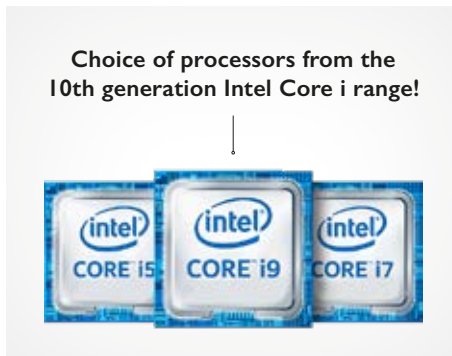 Choice of processors from the
10th generation Intel Core i range!
intel
CORE i5
intel
CORE i9
intel
CORE i7